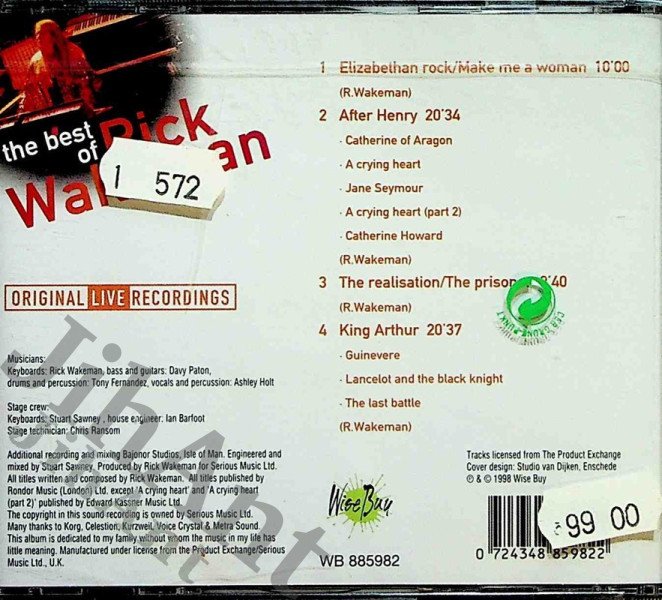 the best
of Rick
1 572
ORIGINAL LIVE RECORDINGS
Musicians:
Keyboards: Rick Wakeman, bass and guitars: Davy Paton,
drums and percussion: Tony Fernandez, vocals and percussion: Ashley Holt
Stage crew:
Keyboards: Stuart Sawney , house engineer: Ian Barfoot
Stage technician: Chris Ransom
Additional recording and mixing Bajonor Studios, Isle of Man. Engineered and
mixed by Stuart Sawney. Produced by Rick Wakeman for Serious Music Ltd.
All titles written and composed by Rick Wakeman. All titles published by
Rondor Music (London) Ltd. except 'A crying heart' and 'A crying heart
(part 2)' published by Edward Kassner Music Ltd.
The copyright in this sound recording is owned by Serious Music Ltd.
Many thanks to Korg, Celestion, Kurzweil, Voice Crystal & Metra Sound.
This album is dedicated to my family without whom the music in my life has
little meaning. Manufactured under license from the Product Exchange/Serious
Music Ltd., U.K.
1 Elizabethan rock/Make me a woman 10'00
(R.Wakeman)
2 After Henry 20'34
· Catherine of Aragon
· A crying heart
· Jane Seymour
· A crying heart (part 2)
· Catherine Howard
(R.Wakeman)
3 The realisation/The 40
(R.Wakeman)
4 King Arthur 20'37
· Guinevere
· Lancelot and the black knight
· The last battle
(R.Wakeman)
Tracks licensed from The Product Exchange
Cover design: Studio van Dijken, Enschede
℗ & © 1998 Wise Buy
Wise Buy
WB 885982
99 00
0 724348 859822